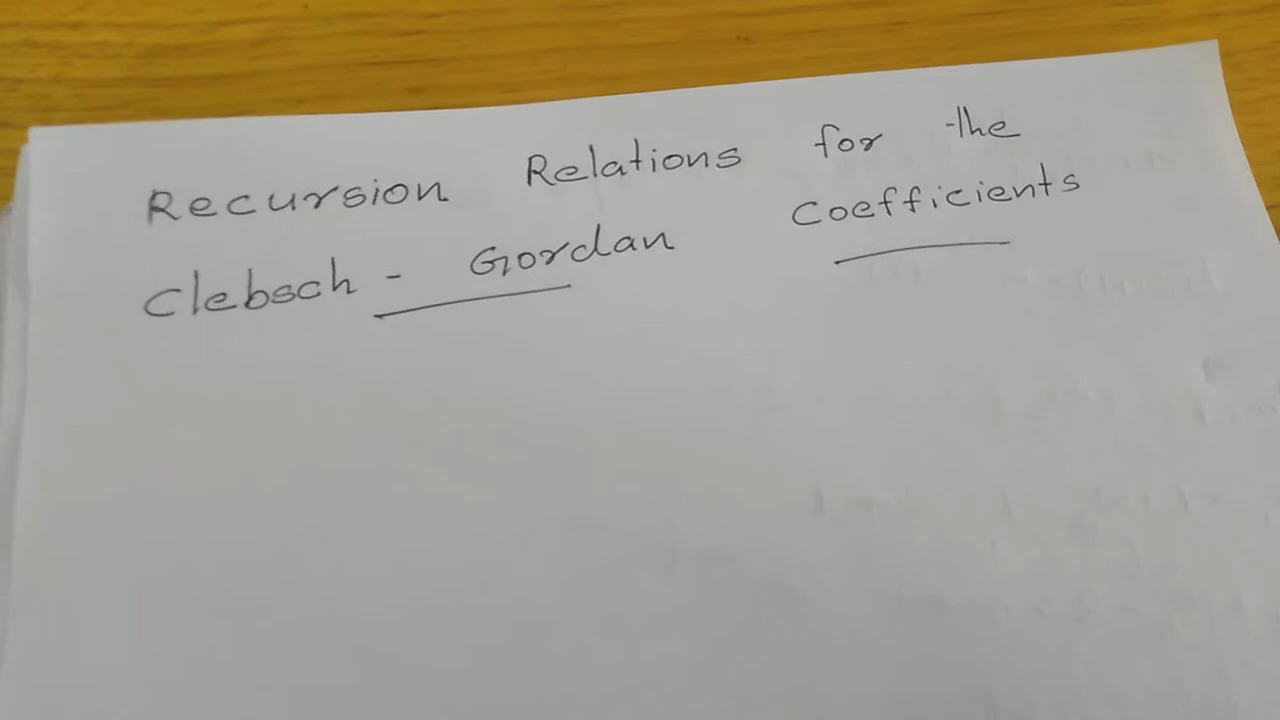 Recursion Relations for the
Clebsch - Gordan Coefficients